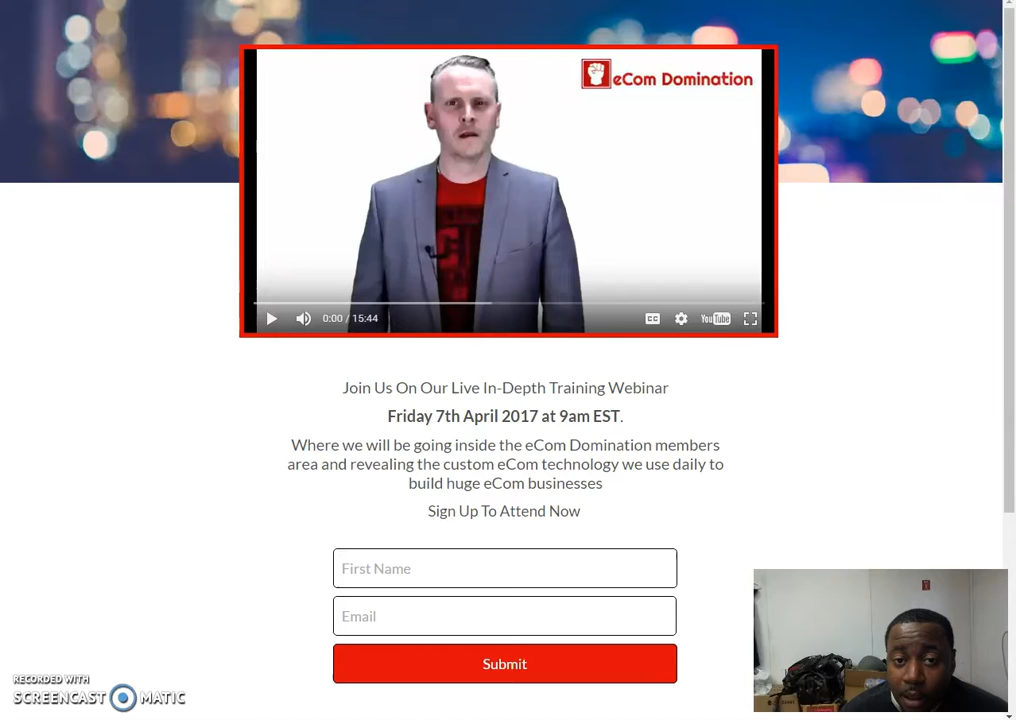 eCom Domination
0:00 / 15:44
CC
YouTube
Join Us On Our Live In-Depth Training Webinar
Friday 7th April 2017 at 9am EST.
Where we will be going inside the eCom Domination members
area and revealing the custom eCom technology we use daily to
build huge eCom businesses
Sign Up To Attend Now
First Name
Email
Submit
RECORDED WITH
SCREENCAST MATIC